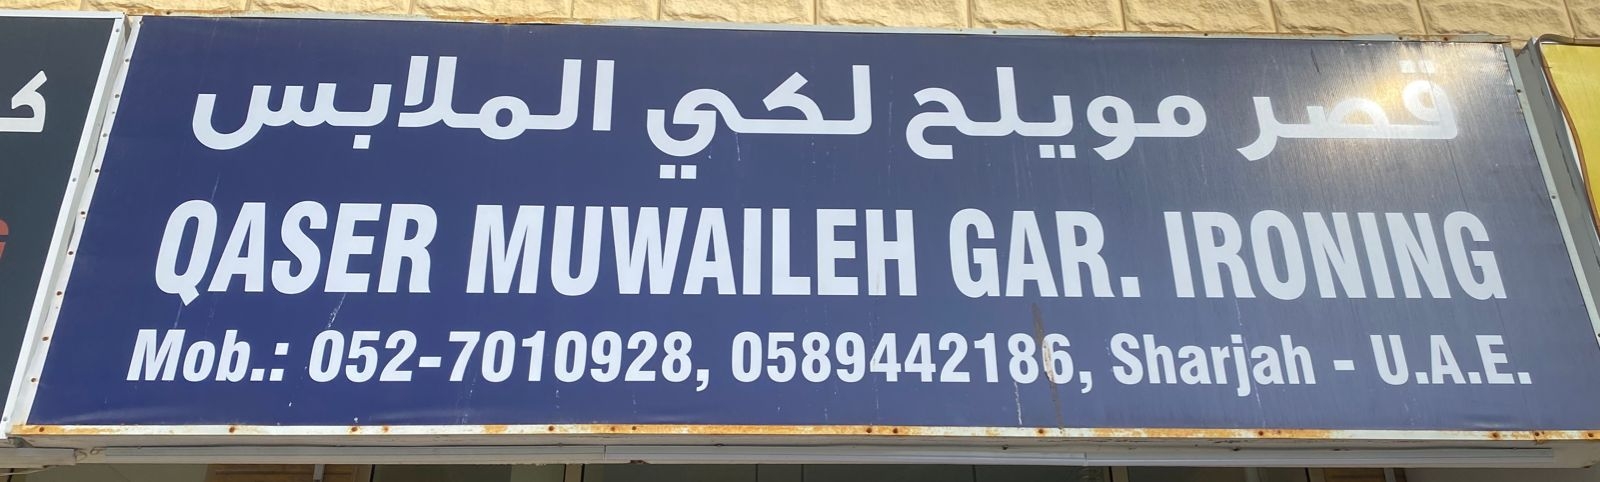 قصر مويلح لكي الملابس
QASER MUWAILEH GAR. IRONING
Mob.: 052-7010928, 0589442186, Sharjah - U.A.E.